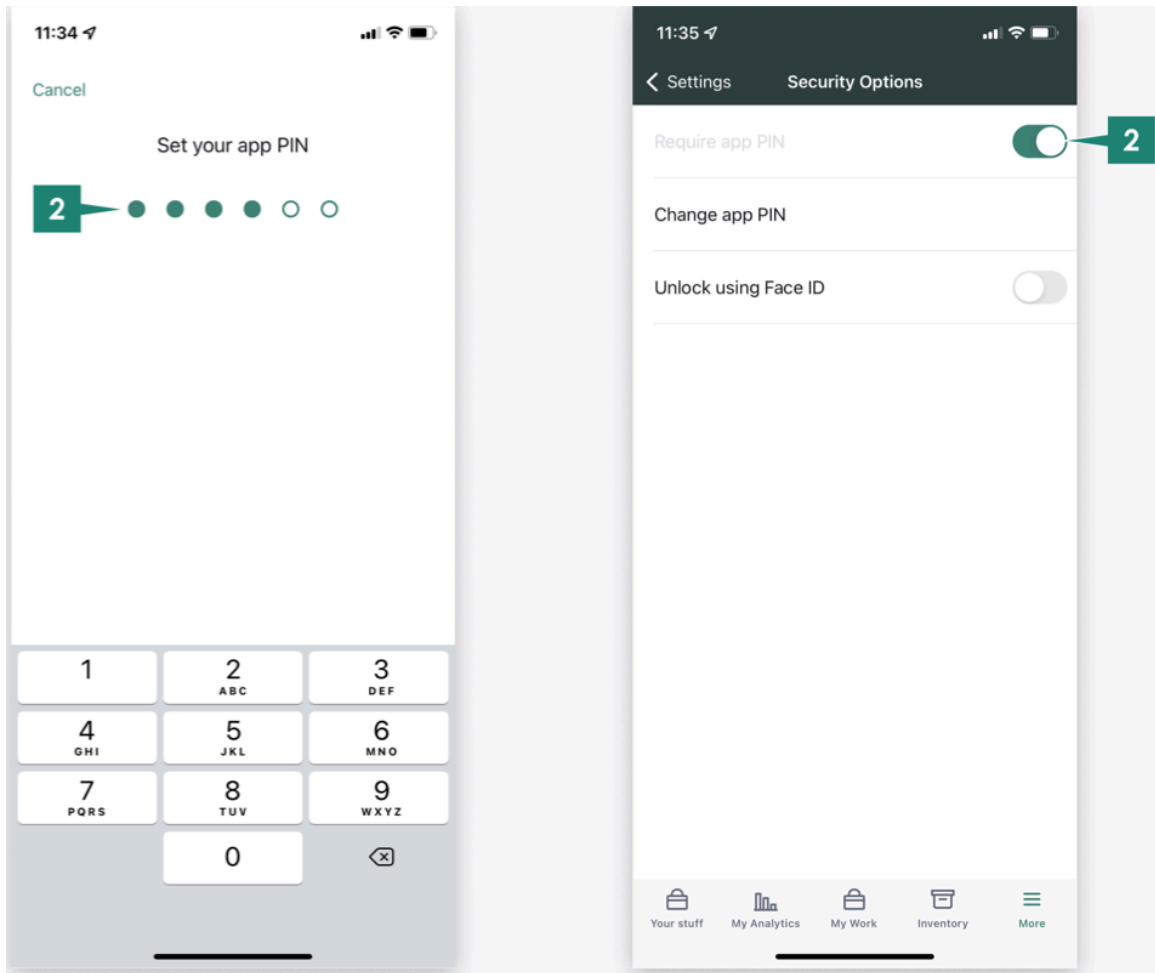 11:34
Cancel
Set your app PIN
2
1
2
ABC
3
DEF
4
GHI
5
JKL
6
MNO
7
PQRS
8
TUV
9
WXYZ
0
11:35
Settings
Security Options
Require app PIN
2
Change app PIN
Unlock using Face ID
Your stuff
My Analytics
My Work
Inventory
More